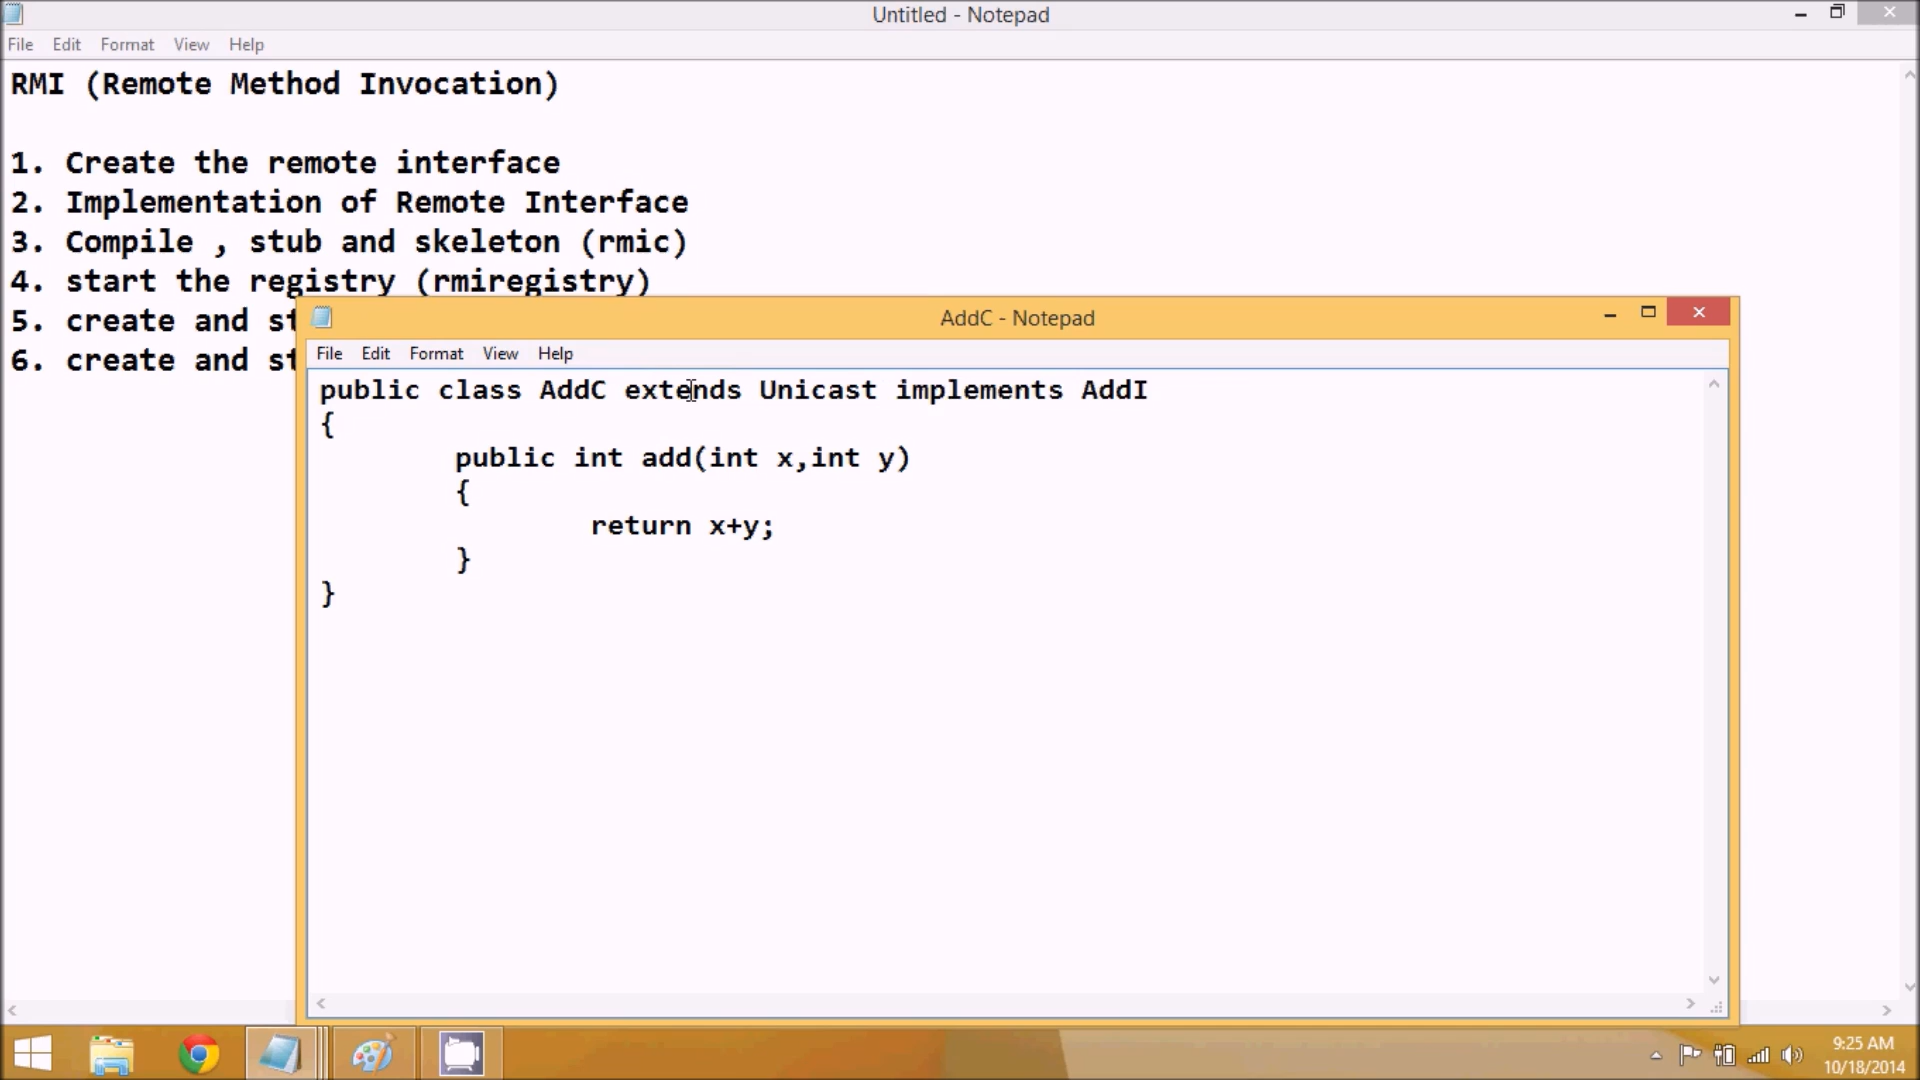 Untitled - Notepad
File Edit Format View Help
RMI (Remote Method Invocation)
1. Create the remote interface
2. Implementation of Remote Interface
3. Compile , stub and skeleton (rmic)
4. start the registry (rmiregistry)
5. create and st
6. create and st
AddC - Notepad
File Edit Format View Help
public class AddC extends Unicast implements AddI
{
public int add(int x,int y)
{
return x+y;
}
}
9:25 AM
10/18/2014